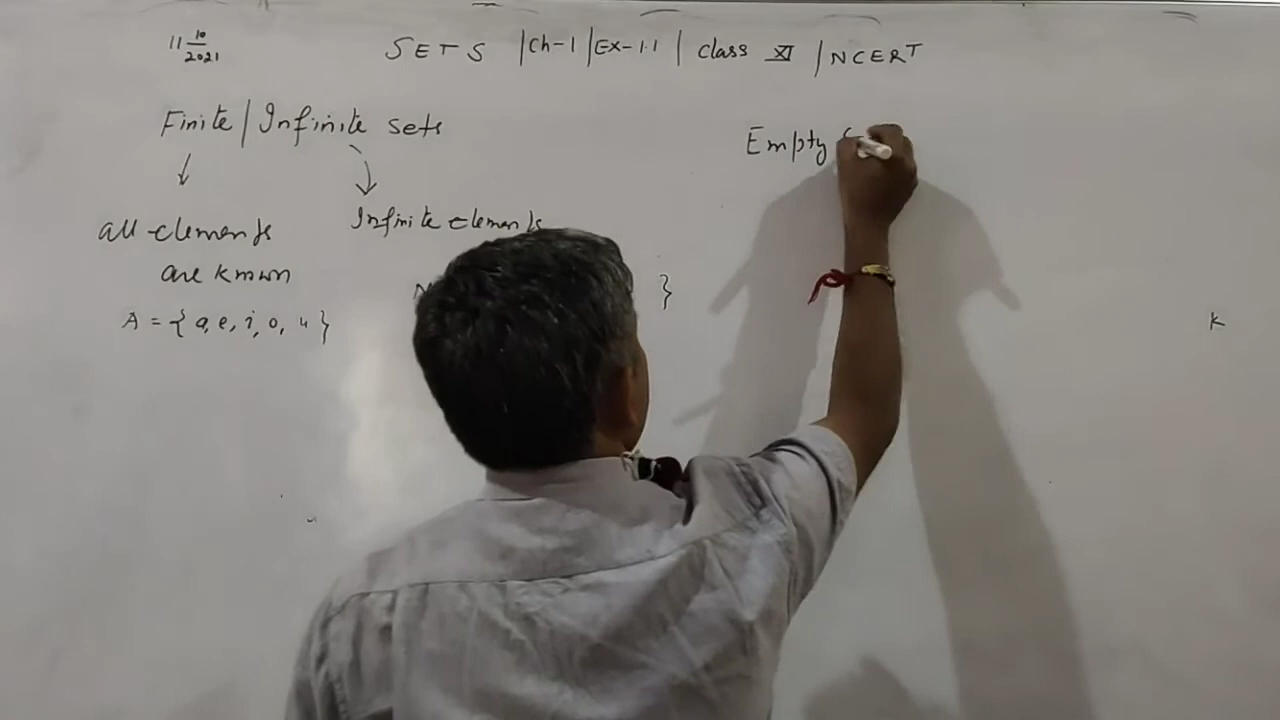 11 10/2021
SETS | Ch-1 | Ex-1.1 | class XI | NCERT
Finite / Infinite sets
Empty
all elements
Infinite elements
are known
}
A = { a, e, i, o, u }
k